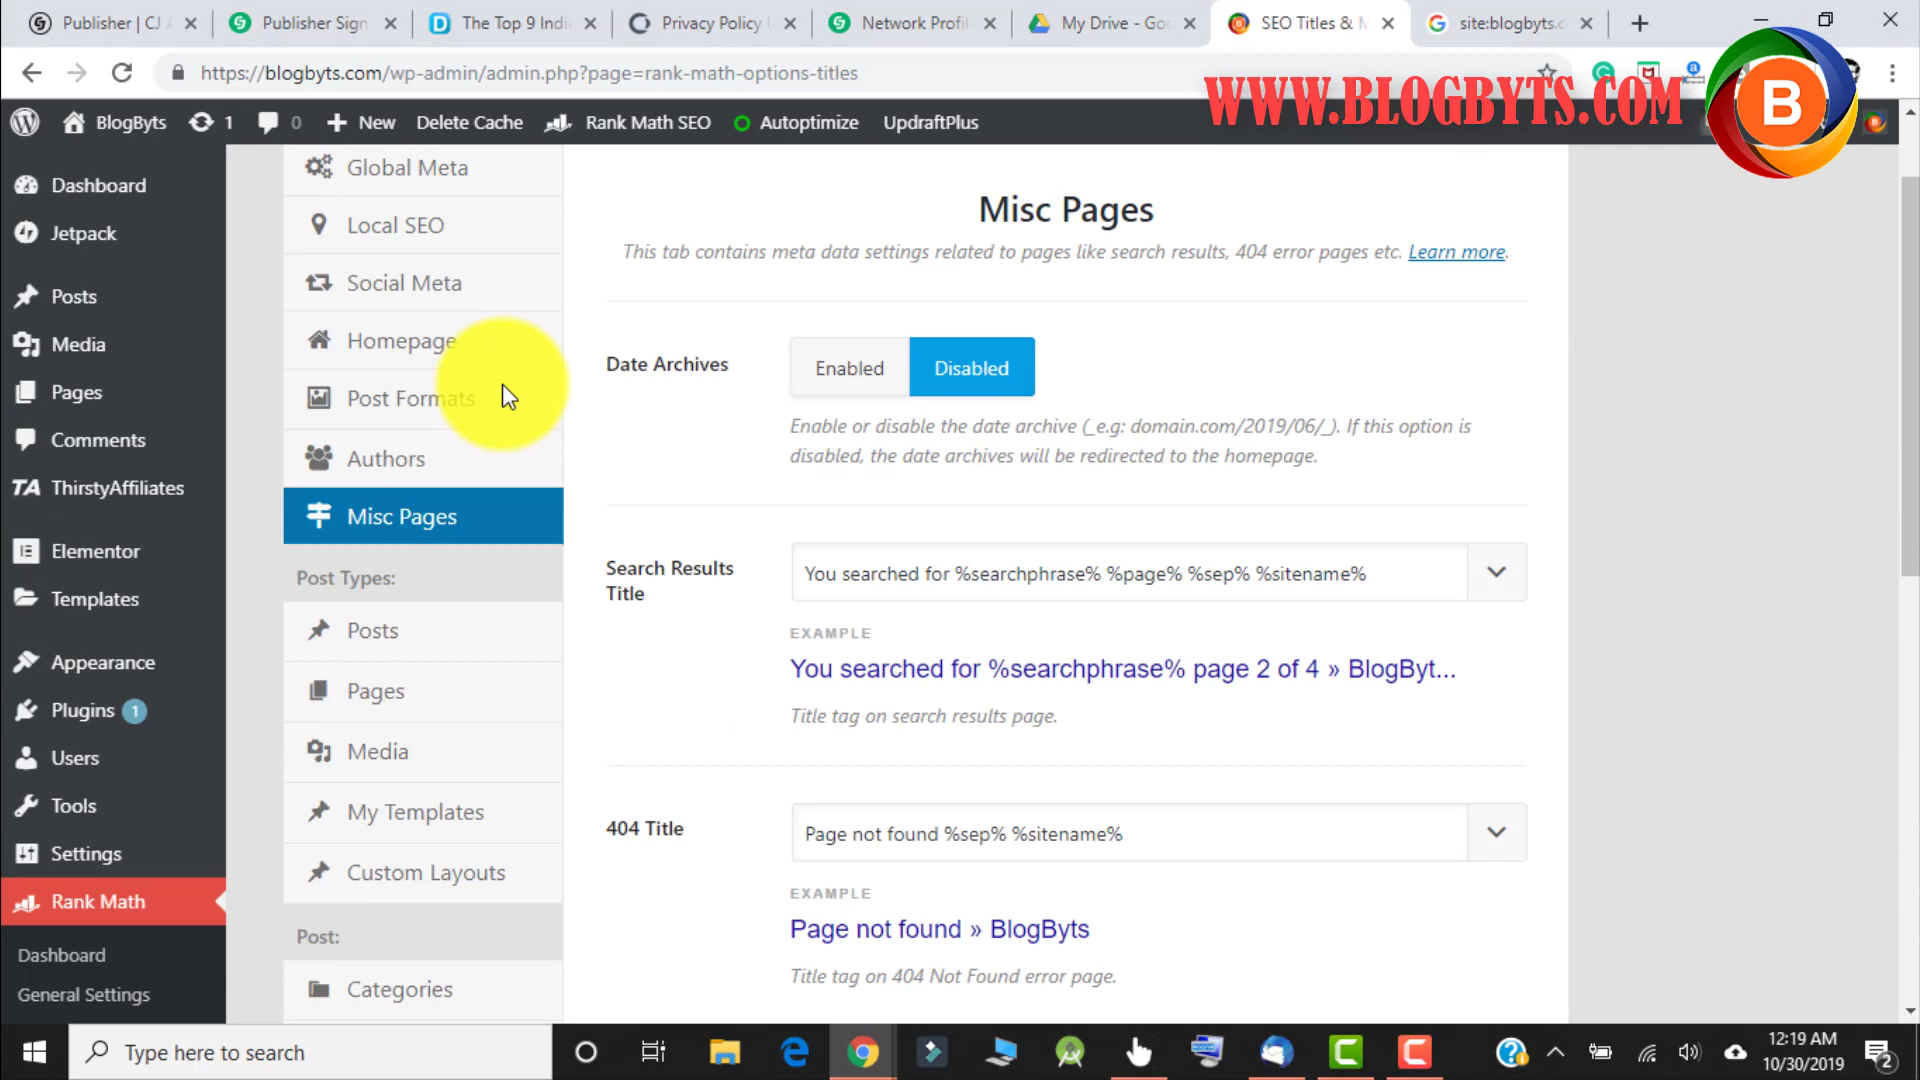 Publisher | CJ A
Publisher Sign
The Top 9 Indi
Privacy Policy
Network Profil
My Drive - Goo
SEO Titles & M
site:blogbyts.c
https://blogbyts.com/wp-admin/admin.php?page=rank-math-options-titles
WWW.BLOGBYTS.COM
B
BlogByts
1
0
New
Delete Cache
Rank Math SEO
Autoptimize
UpdraftPlus
Dashboard
Jetpack
Posts
Media
Pages
Comments
TA ThirstyAffiliates
Elementor
Templates
Appearance
Plugins 1
Users
Tools
Settings
Rank Math
Dashboard
General Settings
Global Meta
Local SEO
Social Meta
Homepage
Post Formats
Authors
Misc Pages
Post Types:
Posts
Pages
Media
My Templates
Custom Layouts
Post:
Categories
Misc Pages
This tab contains meta data settings related to pages like search results, 404 error pages etc. Learn more.
Date Archives
Enabled
Disabled
Enable or disable the date archive (_e.g: domain.com/2019/06/_). If this option is
disabled, the date archives will be redirected to the homepage.
Search Results
Title
You searched for %searchphrase% %page% %sep% %sitename%
EXAMPLE
You searched for %searchphrase% page 2 of 4 » BlogByt...
Title tag on search results page.
404 Title
Page not found %sep% %sitename%
EXAMPLE
Page not found » BlogByts
Title tag on 404 Not Found error page.
Type here to search
12:19 AM
10/30/2019
2